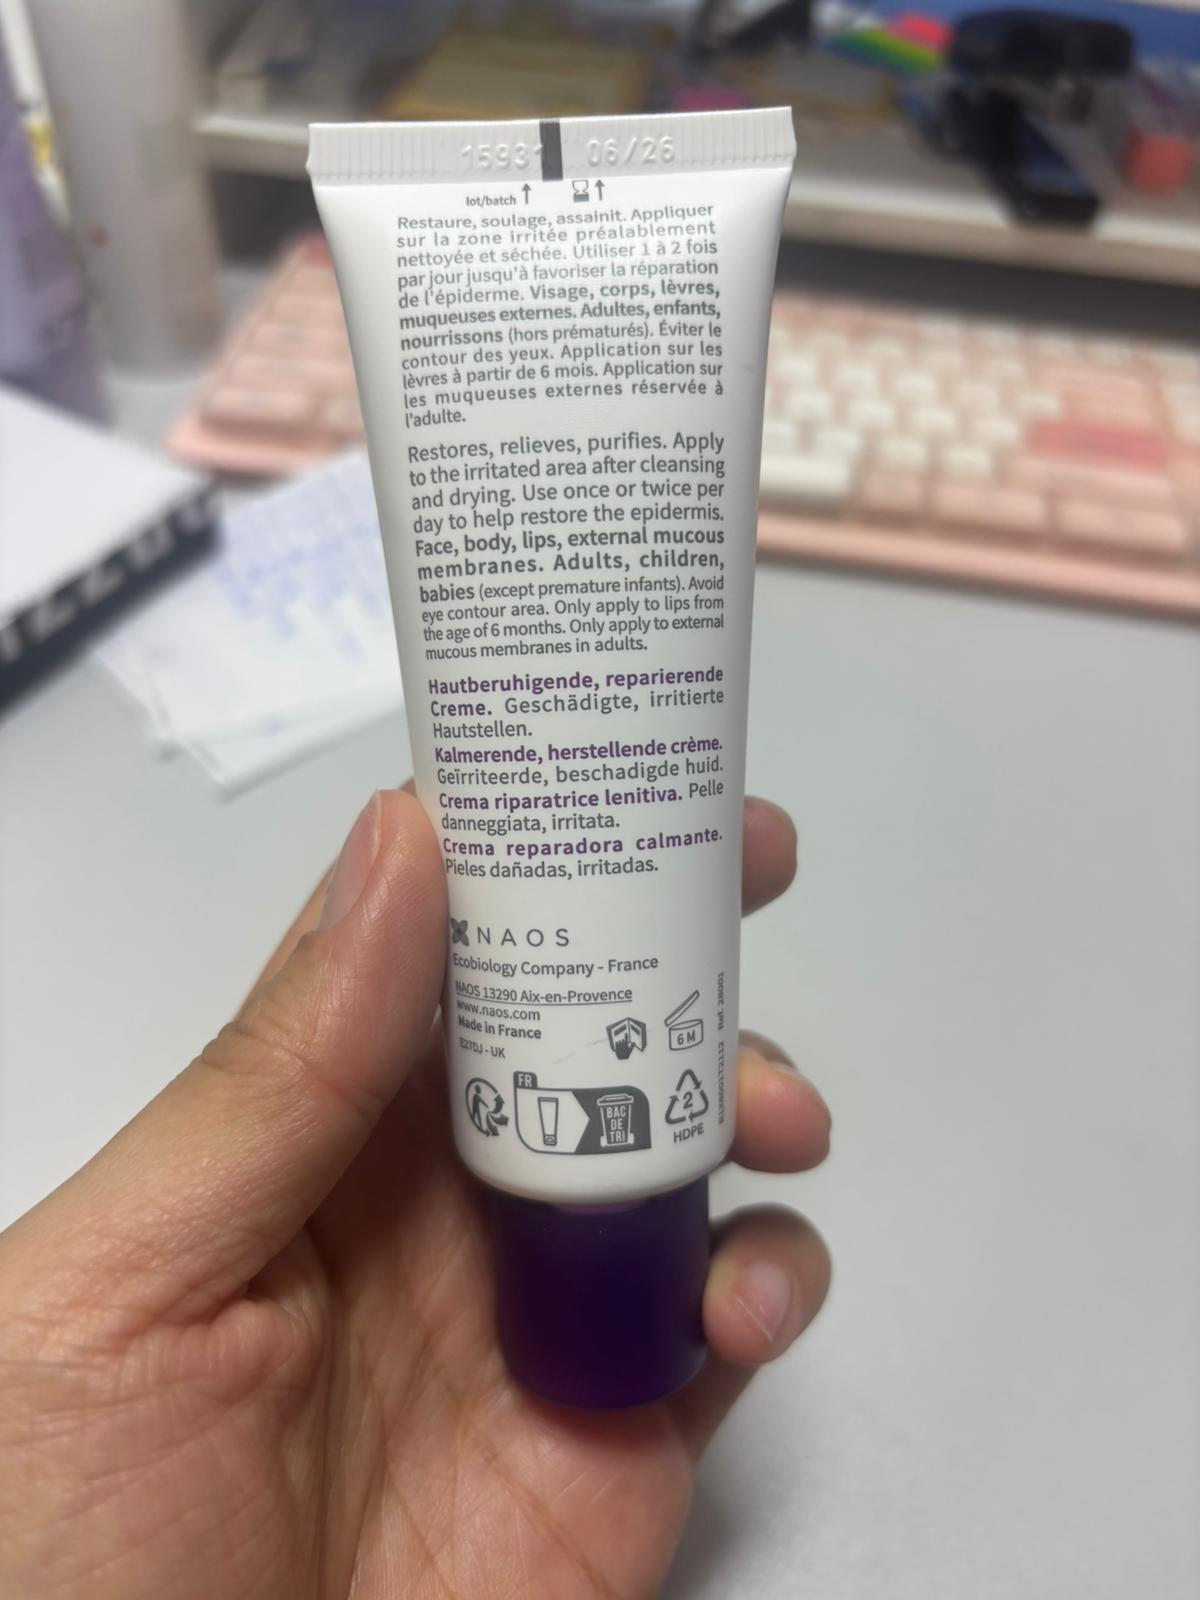 15931 06/26
lot/batch
Restaure, soulage, assainit. Appliquer
sur la zone irritée préalablement
nettoyée et séchée. Utiliser 1 à 2 fois
par jour jusqu'à favoriser la réparation
de l'épiderme. Visage, corps, lèvres,
muqueuses externes. Adultes, enfants,
nourrissons (hors prématurés). Éviter le
contour des yeux. Application sur les
lèvres à partir de 6 mois. Application sur
les muqueuses externes réservée à
l'adulte.
Restores, relieves, purifies. Apply
to the irritated area after cleansing
and drying. Use once or twice per
day to help restore the epidermis.
Face, body, lips, external mucous
membranes. Adults, children,
babies (except premature infants). Avoid
eye contour area. Only apply to lips from
the age of 6 months. Only apply to external
mucous membranes in adults.
Hautberuhigende, reparierende
Creme. Geschädigte, irritierte
Hautstellen.
Kalmerende, herstellende crème.
Geïrriteerde, beschadigde huid.
Crema riparatrice lenitiva. Pelle
danneggiata, irritata.
Crema reparadora calmante.
Pieles dañadas, irritadas.
NAOS
Ecobiology Company - France
NAOS 13290 Aix-en-Provence
www.naos.com
Made in France
E27DJ - UK
6 M
Ref. 28001
FR
BAC
DE
TRI
2
HDPE